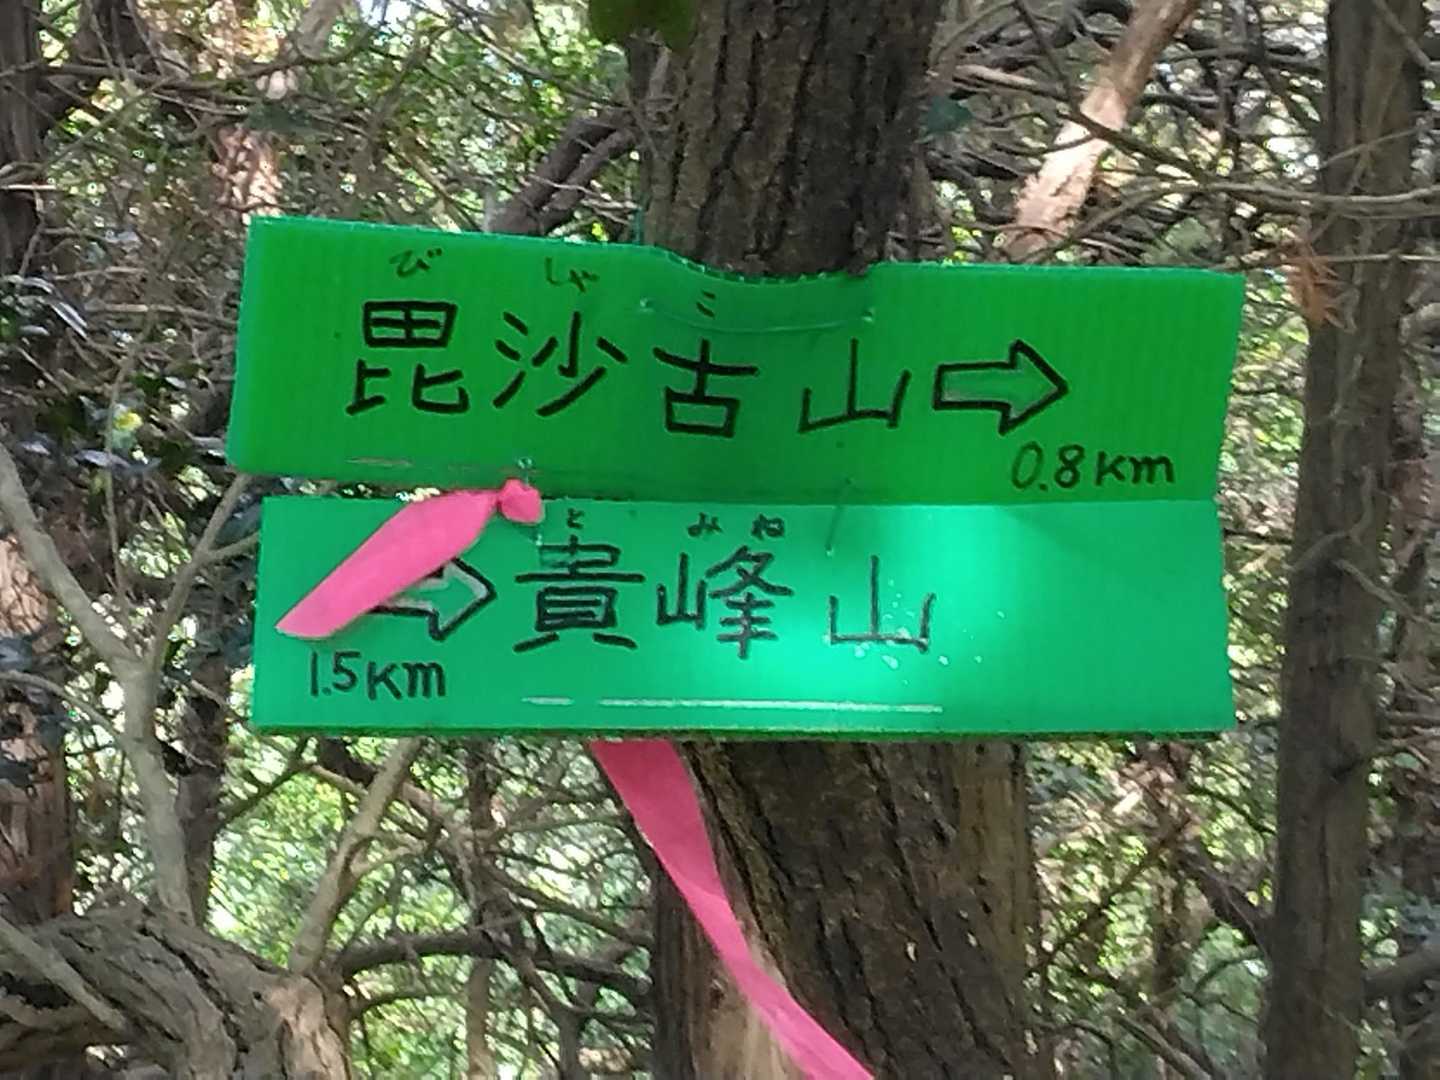 び しゃ こ
毘沙古山⇨
0.8Km
と みね
⇨貴峰山
1.5Km